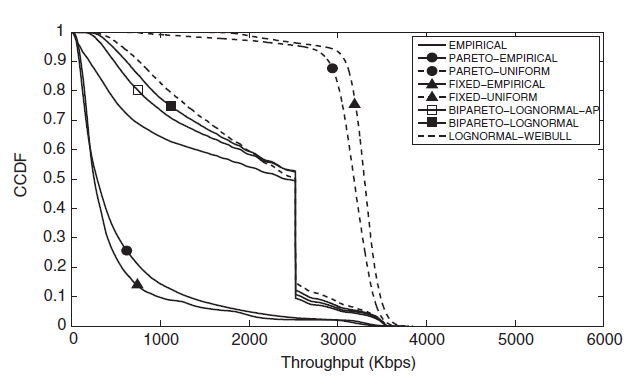 1
0.9
0.8
0.7
0.6
0.5
0.4
0.3
0.2
0.1
0
CCDF
0
1000
2000
3000
4000
5000
6000
Throughput (Kbps)
EMPIRICAL
PARETO−EMPIRICAL
PARETO−UNIFORM
FIXED−EMPIRICAL
FIXED−UNIFORM
BIPARETO−LOGNORMAL−AP
BIPARETO−LOGNORMAL
LOGNORMAL−WEIBULL